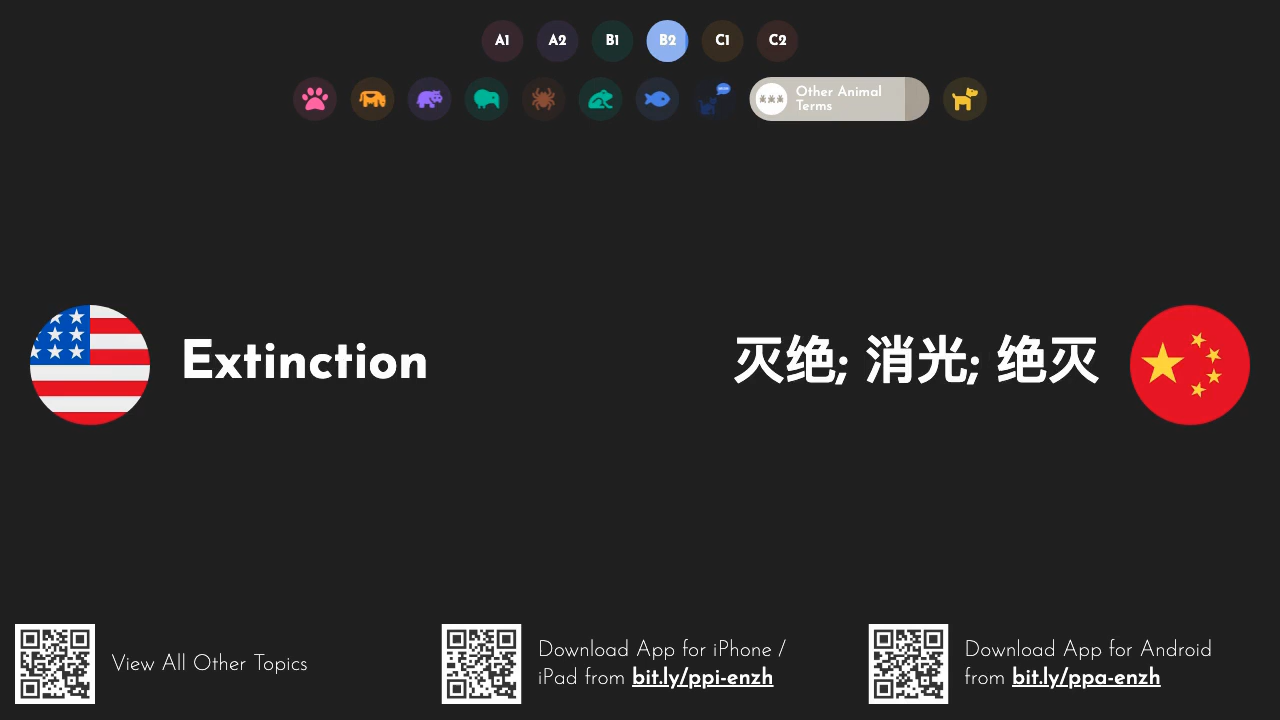 A1 A2 B1 B2 C1 C2
Other Animal
Terms
Extinction
灭绝; 消光; 绝灭
View All Other Topics
Download App for iPhone /
iPad from bit.ly/ppi-enzh
Download App for Android
from bit.ly/ppa-enzh